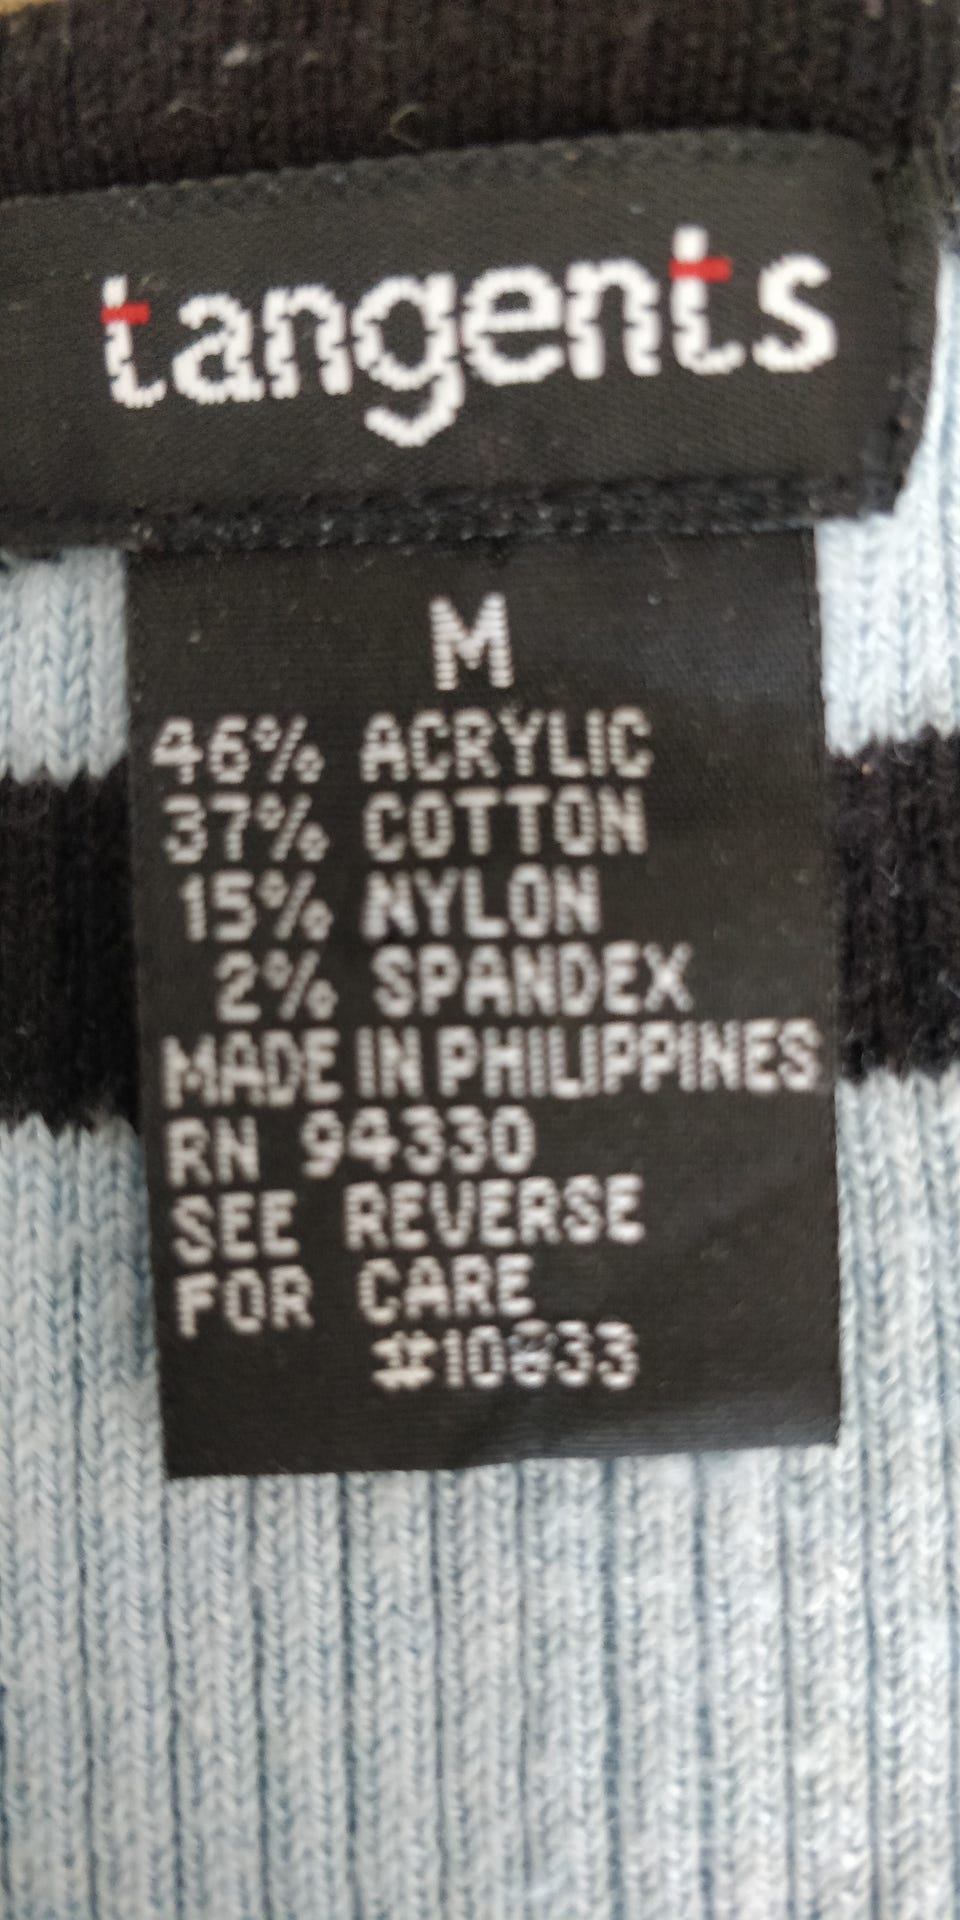 tangents
M
46% ACRYLIC
37% COTTON
15% NYLON
2% SPANDEX
MADE IN PHILIPPINES
RN 94330
SEE REVERSE
FOR CARE
#10833